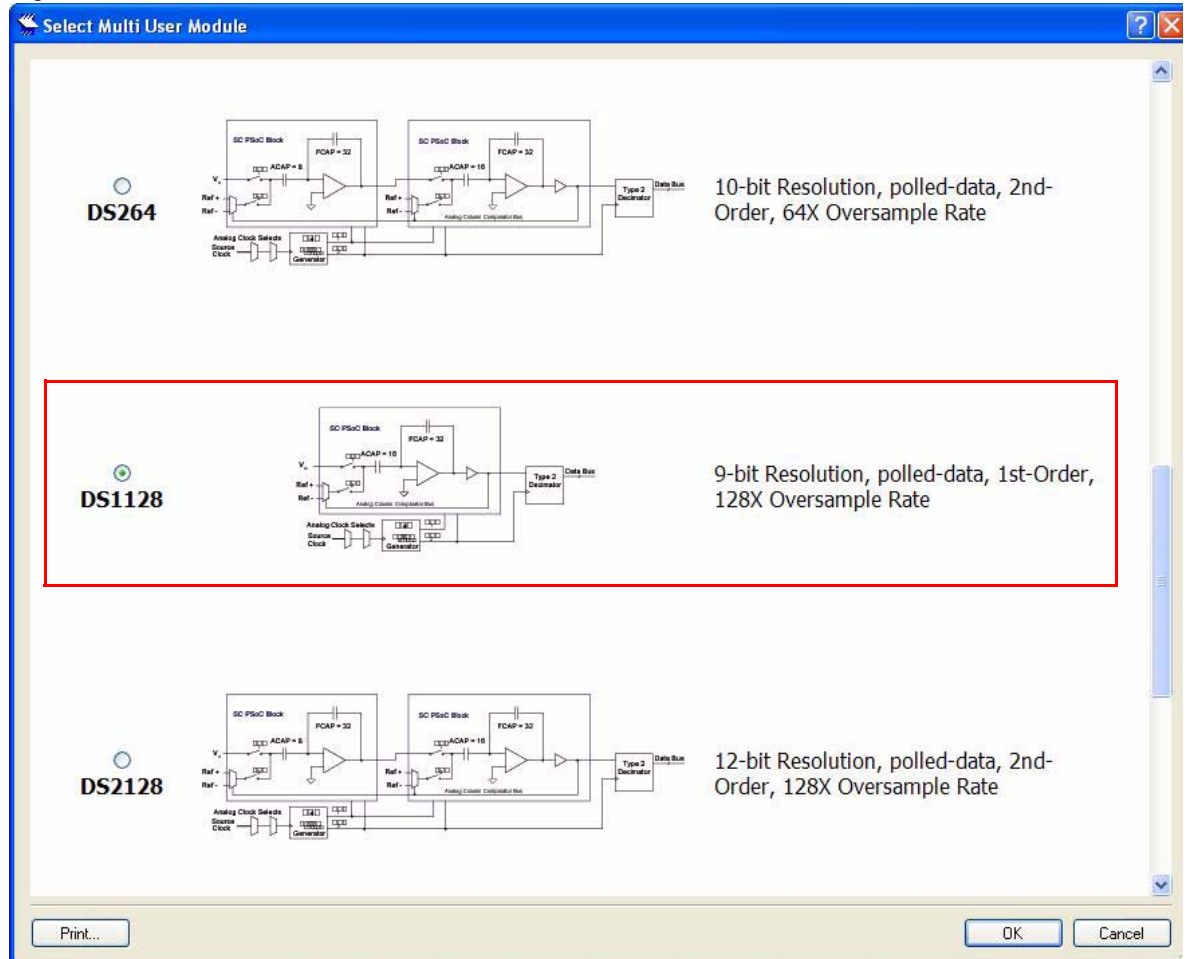 Select Multi User Module
DS264
SC PSoC Block
FCAP = 32
ACAP = 8
Ref +
Ref -
SC PSoC Block
FCAP = 32
ACAP = 16
Ref +
Ref -
Analog Column Comparator Bus
Type 2
Decimator
Data Bus
Analog Clock Selects
Source
Clock
Generator
10-bit Resolution, polled-data, 2nd-
Order, 64X Oversample Rate
DS1128
SC PSoC Block
FCAP = 32
ACAP = 16
Ref +
Ref -
Analog Column Comparator Bus
Type 2
Decimator
Data Bus
Analog Clock Selects
Source
Clock
Generator
9-bit Resolution, polled-data, 1st-Order,
128X Oversample Rate
DS2128
SC PSoC Block
FCAP = 32
ACAP = 8
Ref +
Ref -
SC PSoC Block
FCAP = 32
ACAP = 16
Ref +
Ref -
Analog Column Comparator Bus
Type 2
Decimator
Data Bus
Analog Clock Selects
Source
Clock
Generator
12-bit Resolution, polled-data, 2nd-
Order, 128X Oversample Rate
Print...
OK
Cancel